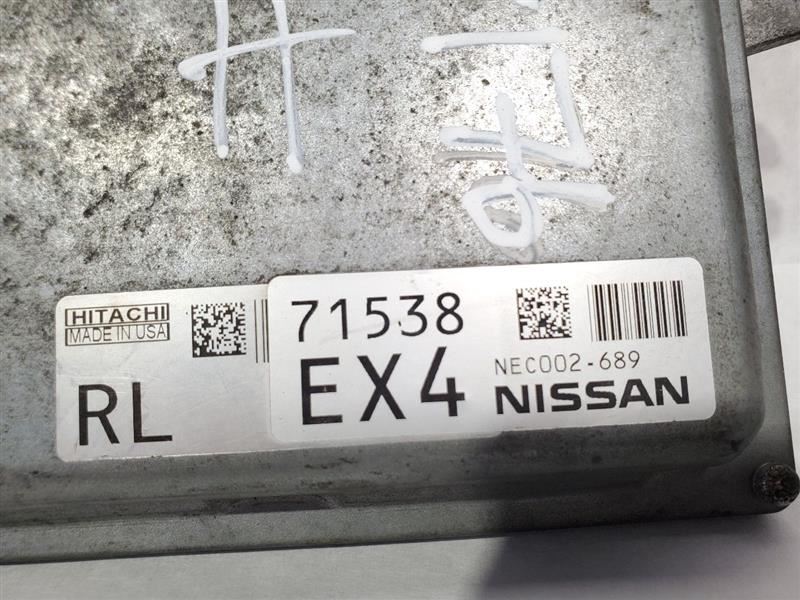 HITACHI
MADE IN USA
RL
71538
EX4
NEC002-689
NISSAN
H